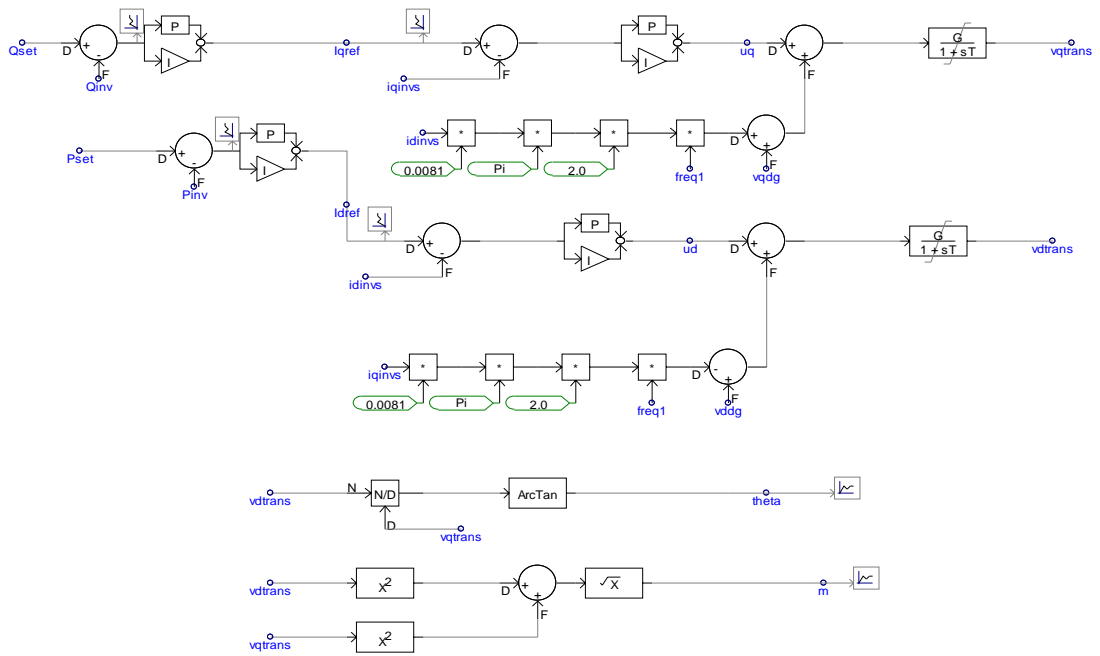 P
G
1 + sT
D
+
-
F
I
Qset
Qinv
Iqref
D
+
-
F
iqinvs
P
I
uq
D
+
+
F
vqtrans
idinvs
*
*
*
*
D
+
+
F
0.0081
Pi
2.0
freq1
vqdg
Pset
D
+
-
F
Pinv
P
I
Idref
D
+
-
F
idinvs
P
I
ud
D
+
+
F
G
1 + sT
vdtrans
iqinvs
*
*
*
*
D
-
+
F
0.0081
Pi
2.0
freq1
vddg
vdtrans
N
N/D
D
vqtrans
ArcTan
theta
vdtrans
X2
D
+
+
F
√X
m
vqtrans
X2